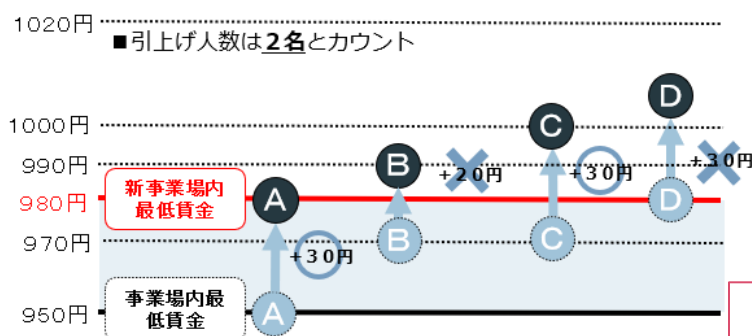 1020円
■引上げ人数は２名とカウント
D
1000円
C
990円
B
+20円
+30円
+30円
新事業場内
最低賃金
980円
A
D
970円
B
C
+30円
事業場内最
低賃金
950円
A